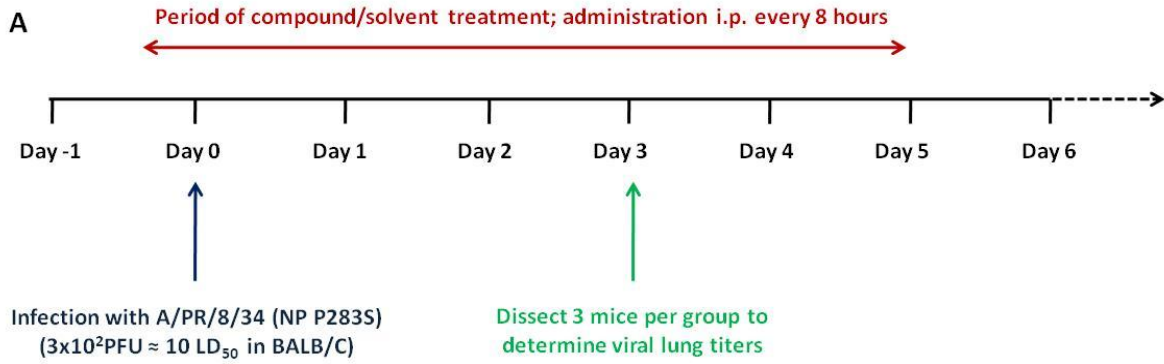 A
Period of compound/solvent treatment; administration i.p. every 8 hours
Day -1 Day 0 Day 1 Day 2 Day 3 Day 4 Day 5 Day 6
Infection with A/PR/8/34 (NP P283S)
(3x10²PFU ≈ 10 LD₅₀ in BALB/C)
Dissect 3 mice per group to
determine viral lung titers